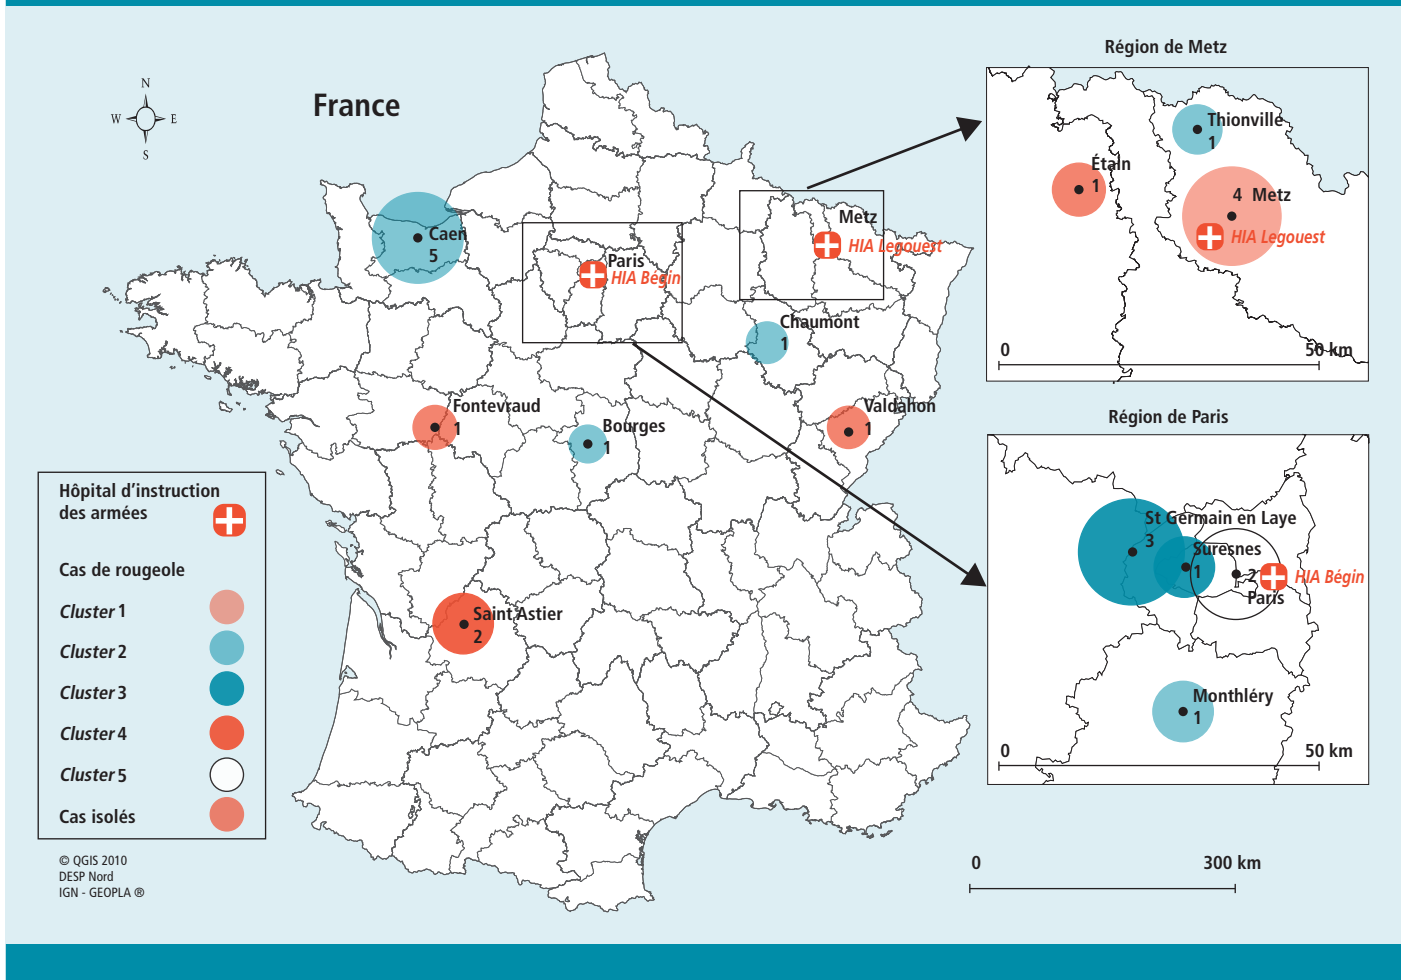 France
N
W
E
S
Caen
5
Paris
HIA Bégin
Metz
HIA Legouest
Chaumont
1
Fontevraud
1
Bourges
1
Valdahon
1
Saint Astier
2
Hôpital d'instruction
des armées
Cas de rougeole
Cluster 1
Cluster 2
Cluster 3
Cluster 4
Cluster 5
Cas isolés
© QGIS 2010
DESP Nord
IGN - GEOPLA ®
Région de Metz
Thionville
1
Étain
1
4 Metz
HIA Legouest
0
50 km
Région de Paris
St Germain en Laye
3
Suresnes
1
2
HIA Bégin
Paris
Monthléry
1
0
50 km
0
300 km